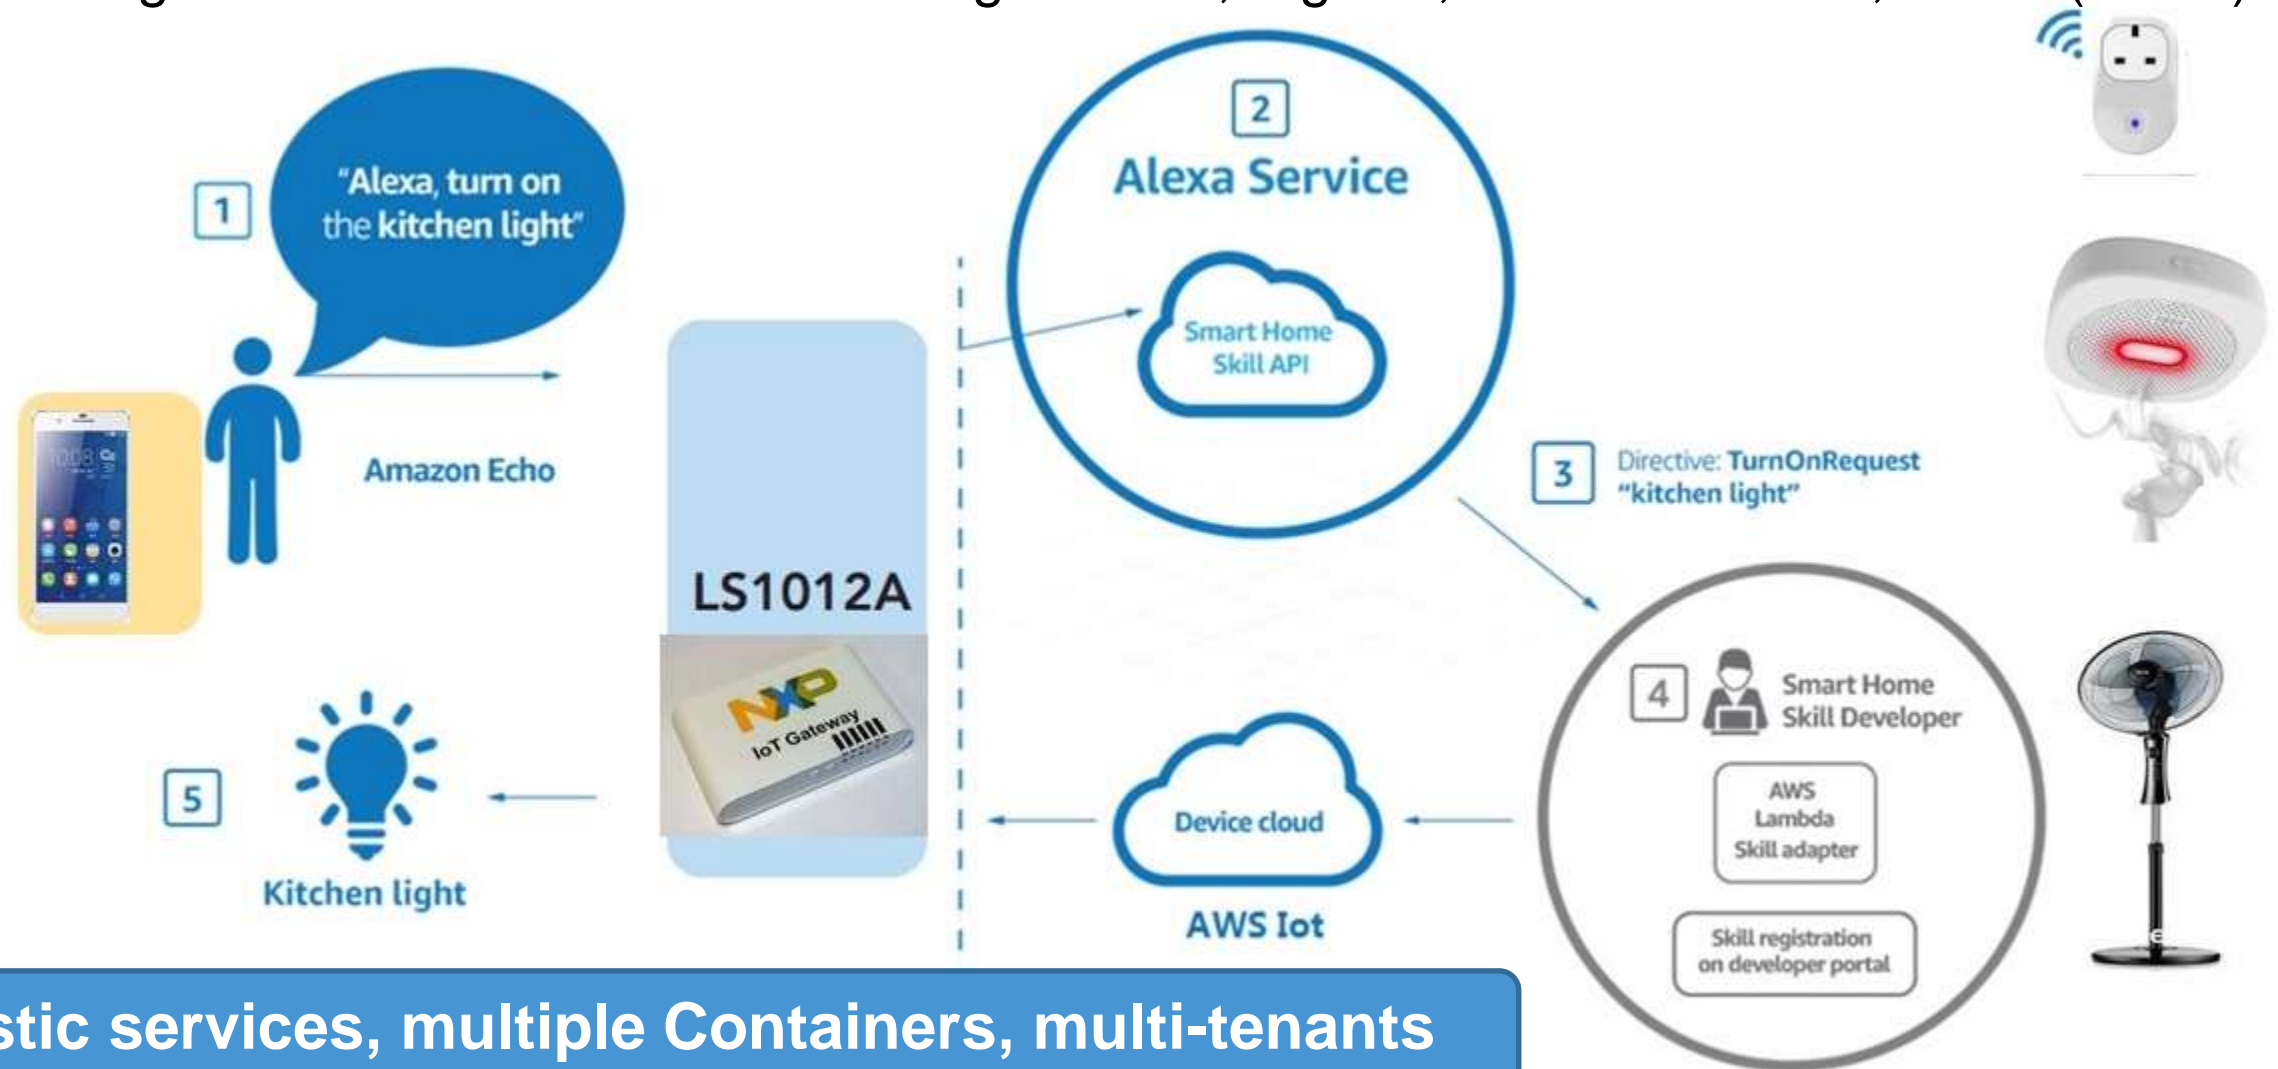 1
"Alexa, turn on
the kitchen light"
Amazon Echo
LS1012A
NXP
IoT Gateway
2
Alexa Service
Smart Home
Skill API
3
Directive: TurnOnRequest
"kitchen light"
4
Smart Home
Skill Developer
AWS
Lambda
Skill adapter
Skill registration
on developer portal
Device cloud
AWS Iot
5
Kitchen light
stic services, multiple Containers, multi-tenants